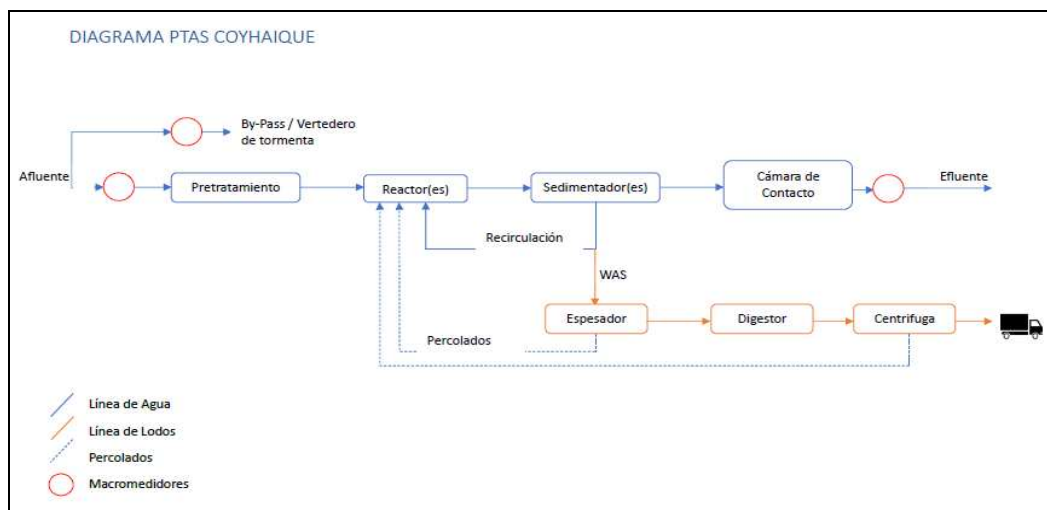 DIAGRAMA PTAS COYHAIQUE
By-Pass / Vertedero
de tormenta
Afluente
Pretratamiento
Reactor(es)
Sedimentador(es)
Cámara de
Contacto
Efluente
Recirculación
WAS
Espesador
Digestor
Centrifuga
Percolados
Línea de Agua
Línea de Lodos
Percolados
Macromedidores